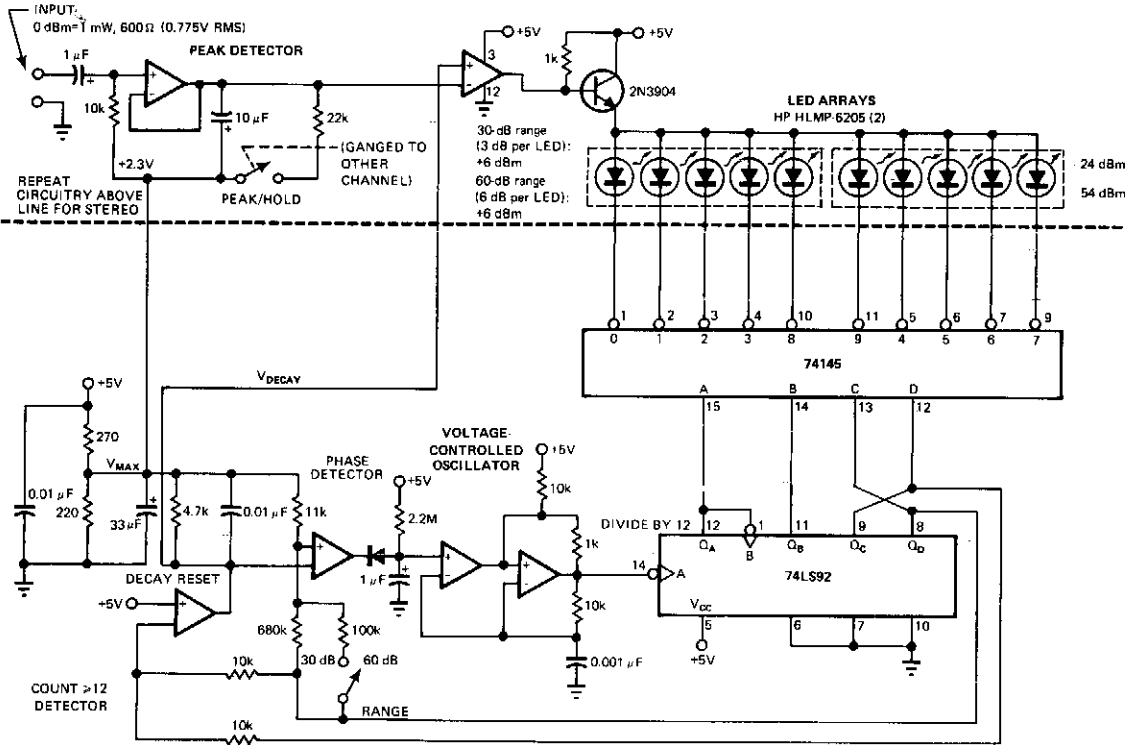 INPUT:
0 dBm=1 mW, 600Ω (0.775V RMS)
PEAK DETECTOR
1 μF
+
+
-
10k
10 μF
+
22k
+2.3V
PEAK/HOLD
(GANGED TO
OTHER
CHANNEL)
REPEAT
CIRCUITRY ABOVE
LINE FOR STEREO
+5V
3
+
-
12
1k
+5V
2N3904
30-dB range
(3 dB per LED):
+6 dBm
60-dB range
(6 dB per LED):
+6 dBm
LED ARRAYS
HP HLMP-6205 (2)
24 dBm
54 dBm
1 2 3 4 10 11 5 6 7 9
0 1 2 3 8 9 4 5 6 7
74145
A B C D
15 14 13 12
VDECAY
+5V
270
VMAX
0.01 μF
220
33μF
+
4.7k
0.01 μF
11k
PHASE
DETECTOR
+5V
2.2M
1 μF
+
VOLTAGE-
CONTROLLED
OSCILLATOR
+5V
10k
+
-
+
-
1k
10k
0.001 μF
DECAY RESET
+5V
+
-
680k
100k
30 dB
60 dB
RANGE
10k
COUNT ≥12
DETECTOR
10k
DIVIDE BY 12
12 1 11 9 8
QA B QB QC QD
14
A
74LS92
VCC
5 6 7 10
+5V